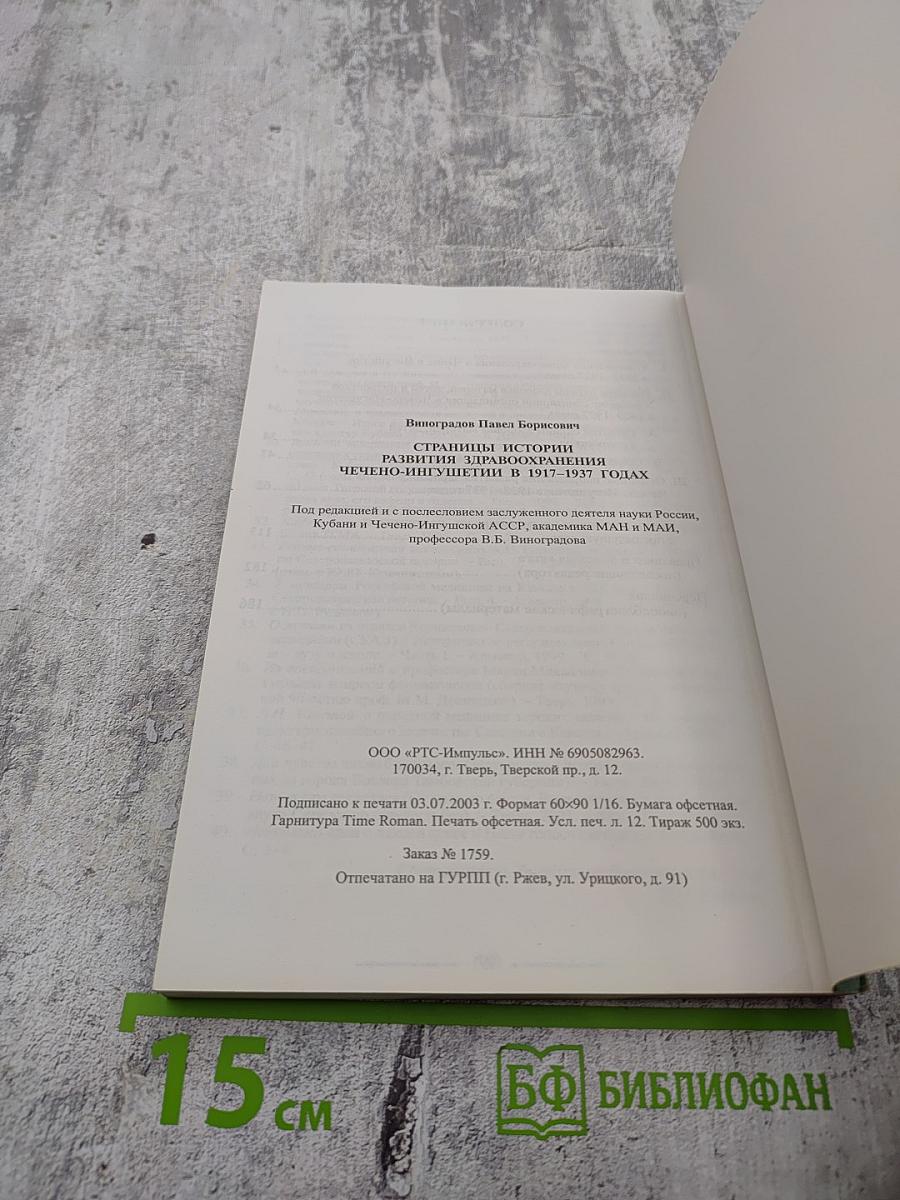 Виноградов Павел Борисович
СТРАНИЦЫ ИСТОРИИ
РАЗВИТИЯ ЗДРАВООХРАНЕНИЯ
ЧЕЧЕНО-ИНГУШЕТИИ В 1917–1937 ГОДАХ
Под редакцией и с послесловием заслуженного деятеля науки России,
Кубани и Чечено-Ингушской АССР, академика МАН и МАИ,
профессора В.Б. Виноградова
ООО «РТС-Импульс». ИНН № 6905082963.
170034, г. Тверь, Тверской пр., д. 12.
Подписано к печати 03.07.2003 г. Формат 60×90 1/16. Бумага офсетная.
Гарнитура Time Roman. Печать офсетная. Усл. печ. л. 12. Тираж 500 экз.
Заказ № 1759.
Отпечатано на ГУРПП (г. Ржев, ул. Урицкого, д. 91)
15 см
БФ БИБЛИОФАН